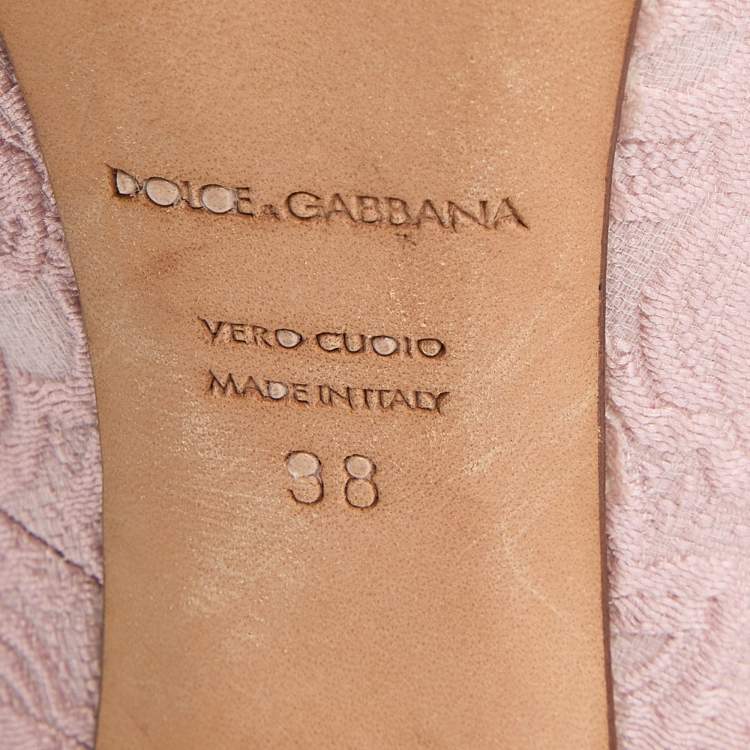 DOLCE & GABBANA
VERO CUOIO
MADE IN ITALY
38